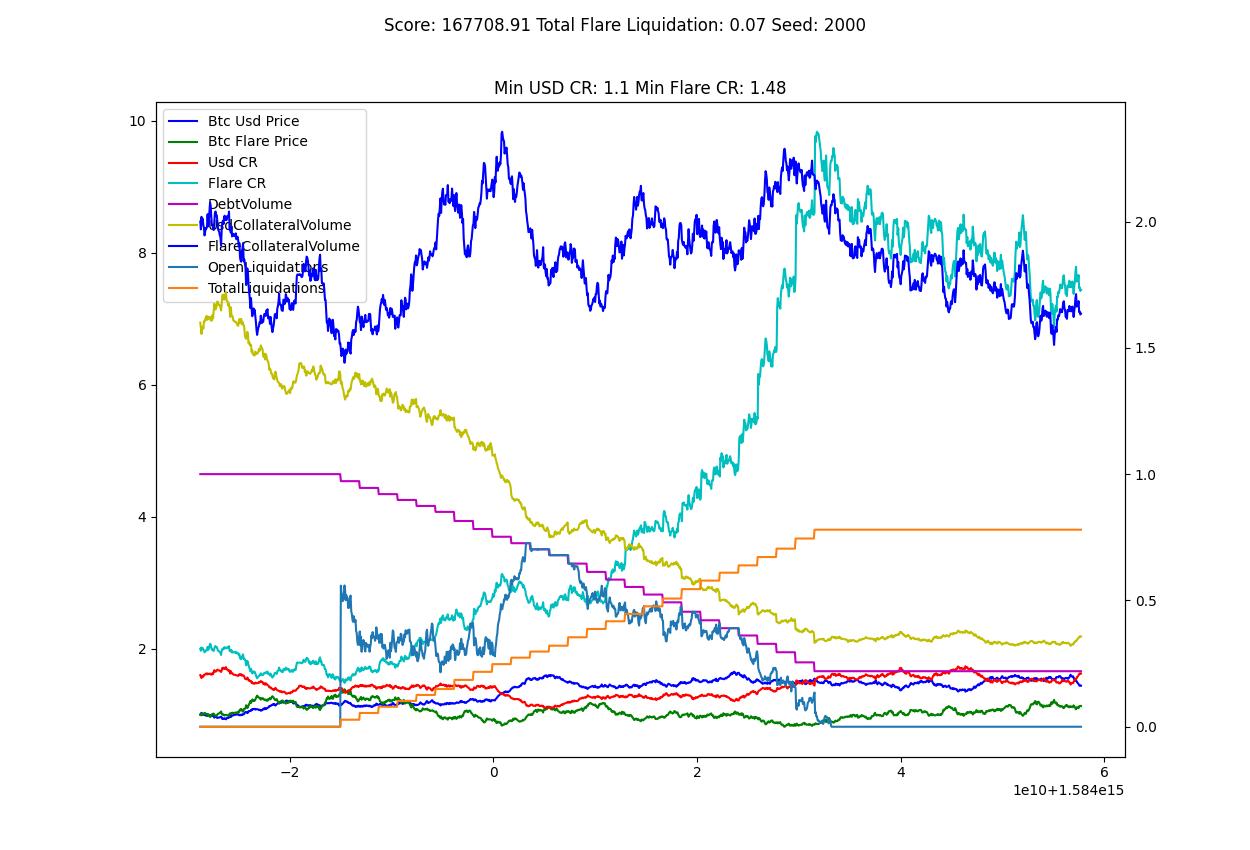 Score: 167708.91 Total Flare Liquidation: 0.07 Seed: 2000
Min USD CR: 1.1 Min Flare CR: 1.48
Btc Usd Price
Btc Flare Price
Usd CR
Flare CR
DebtVolume
UsdCollateralVolume
FlareCollateralVolume
OpenLiquidations
TotalLiquidations
10
8
6
4
2
2.0
1.5
1.0
0.5
0.0
−2
0
2
4
6
1e10+1.584e15